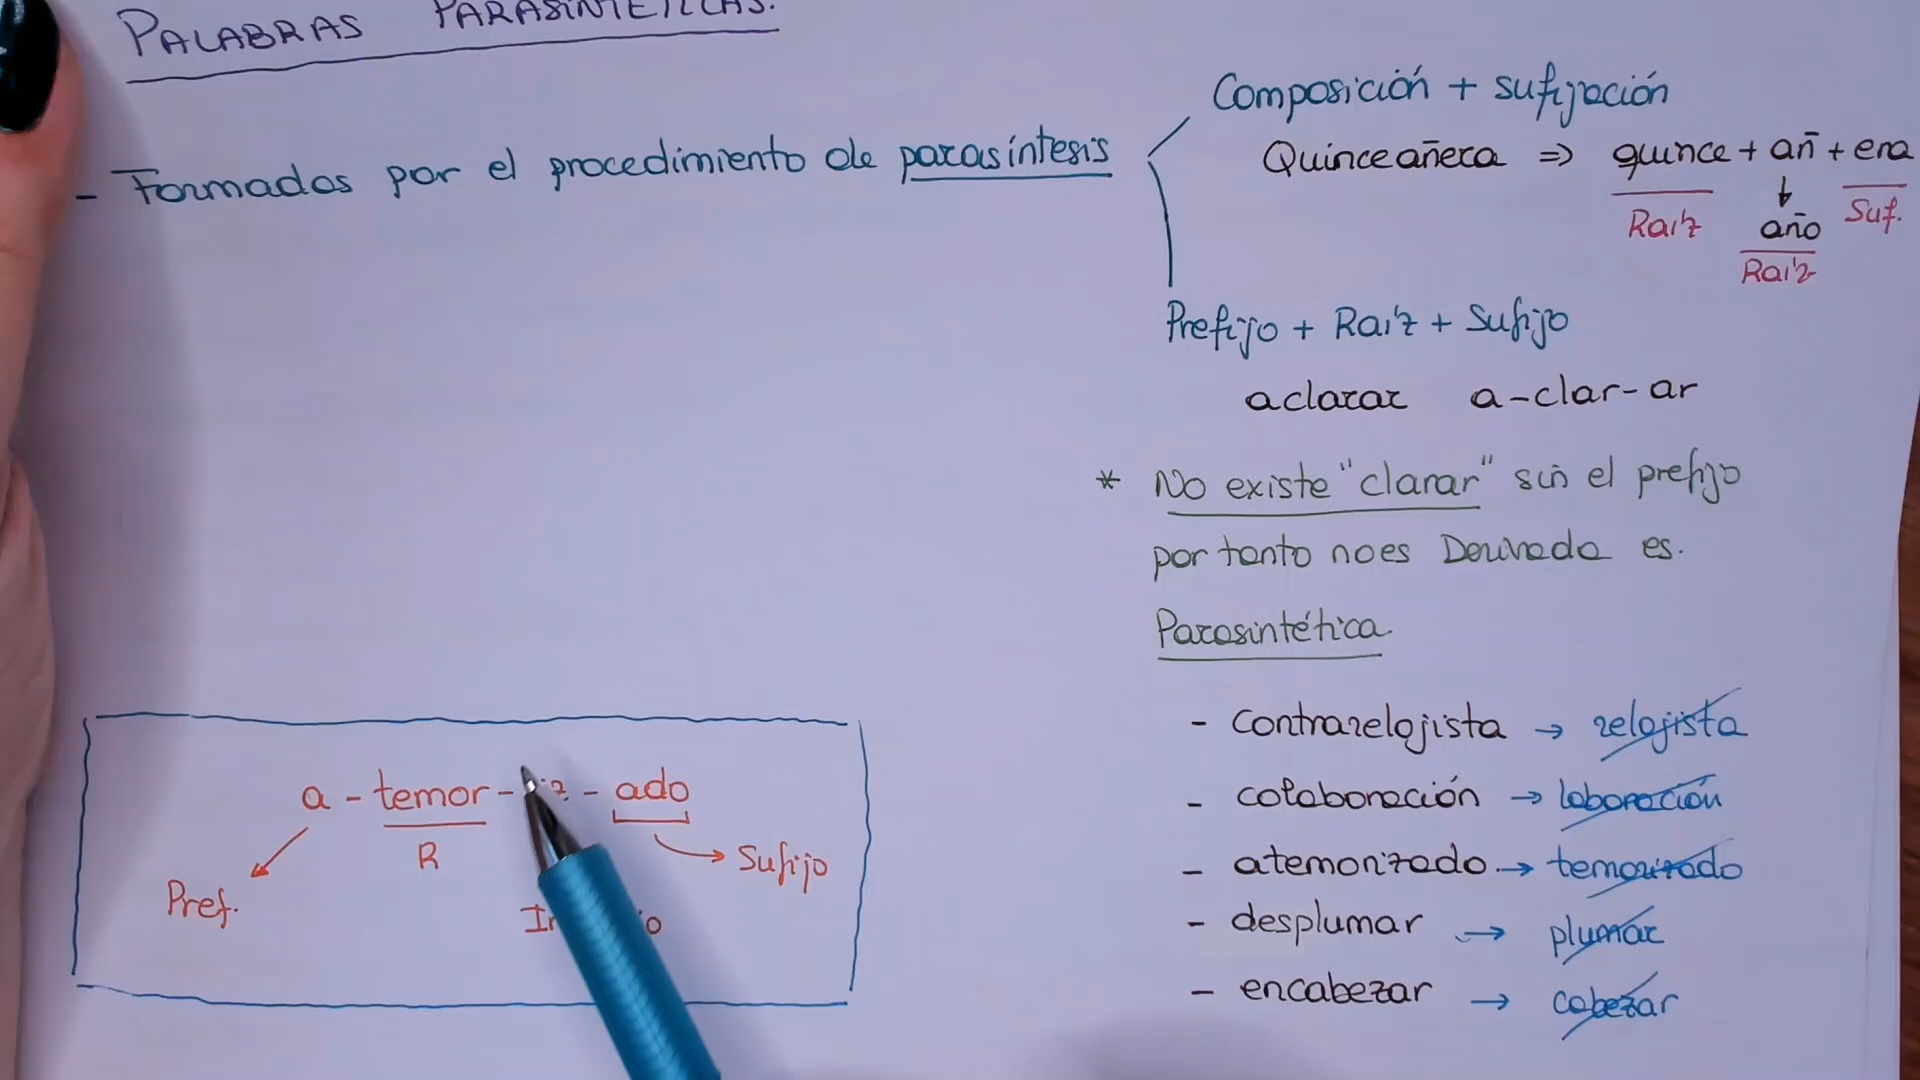 PALABRAS PARASINTÉTICAS.
- Formadas por el procedimiento de parasíntesis
Composición + sufijación
Quinceañera => quince + añ + era
Raíz año Suf.
Raíz
Prefijo + Raíz + Sufijo
aclarar a-clar-ar
* No existe "clarar" sin el prefijo
por tanto no es Derivada es.
Parasintética.
- contrarelojista → relojista
- colaboración → laboración
- atemorizado → temorizado
- desplumar → plumar
- encabezar → cabezar
a - temor - - ado
R
Sufijo
Pref.